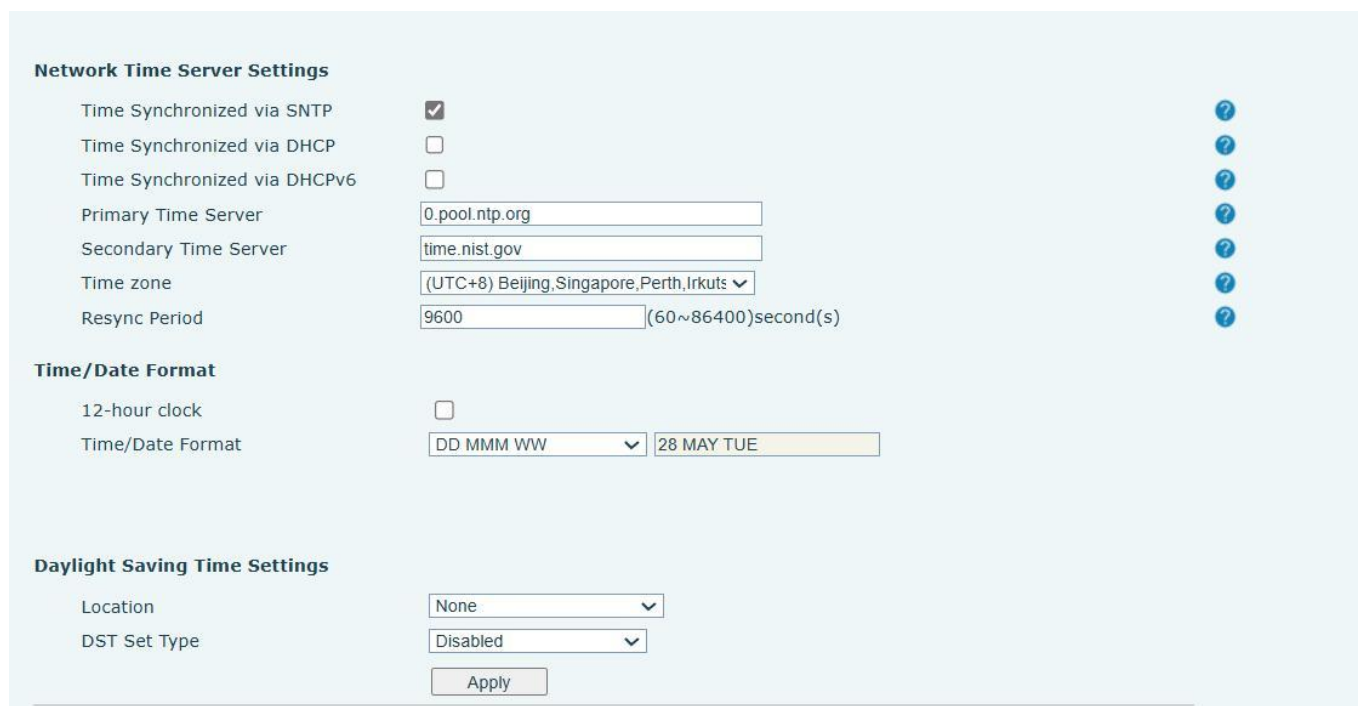 Network Time Server Settings
Time Synchronized via SNTP
Time Synchronized via DHCP
Time Synchronized via DHCPv6
Primary Time Server 0.pool.ntp.org
Secondary Time Server time.nist.gov
Time zone (UTC+8) Beijing,Singapore,Perth,Irkuts
Resync Period 9600 (60~86400)second(s)
Time/Date Format
12-hour clock
Time/Date Format DD MMM WW 28 MAY TUE
Daylight Saving Time Settings
Location None
DST Set Type Disabled
Apply